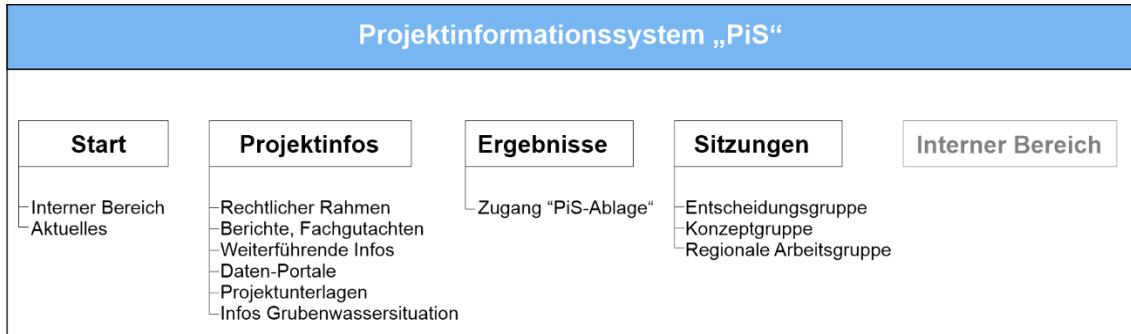 Projektinformationssystem „PiS“
Start
Interner Bereich
Aktuelles
Projektinfos
Rechtlicher Rahmen
Berichte, Fachgutachten
Weiterführende Infos
Daten-Portale
Projektunterlagen
Infos Grubenwassersituation
Ergebnisse
Zugang “PiS-Ablage“
Sitzungen
Entscheidungsgruppe
Konzeptgruppe
Regionale Arbeitsgruppe
Interner Bereich